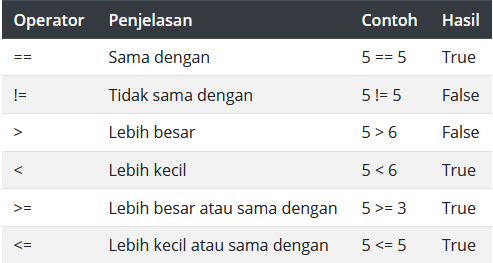 Operator Penjelasan Contoh Hasil
== Sama dengan 5 == 5 True
!= Tidak sama dengan 5 != 5 False
> Lebih besar 5 > 6 False
< Lebih kecil 5 < 6 True
>= Lebih besar atau sama dengan 5 >= 3 True
<= Lebih kecil atau sama dengan 5 <= 5 True